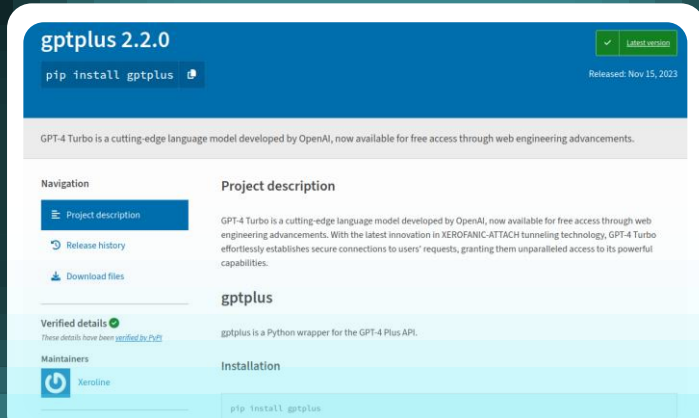 gptplus 2.2.0
Latest version
pip install gptplus
Released: Nov 15, 2023
GPT-4 Turbo is a cutting-edge language model developed by OpenAI, now available for free access through web engineering advancements.
Navigation
Project description
Release history
Download files
Verified details
These details have been verified by PyPI
Maintainers
Xeroline
Project description
GPT-4 Turbo is a cutting-edge language model developed by OpenAI, now available for free access through web
engineering advancements. With the latest innovation in XEROFANIC-ATTACH tunneling technology, GPT-4 Turbo
effortlessly establishes secure connections to users' requests, granting them unparalleled access to its powerful
capabilities.
gptplus
gptplus is a Python wrapper for the GPT-4 Plus API.
Installation
pip install gptplus